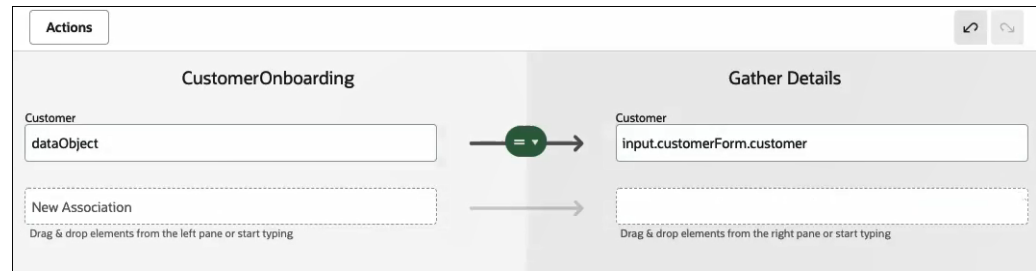 Actions
CustomerOnboarding
Gather Details
Customer
Customer
dataObject
=
input.customerForm.customer
New Association
Drag & drop elements from the left pane or start typing
Drag & drop elements from the right pane or start typing